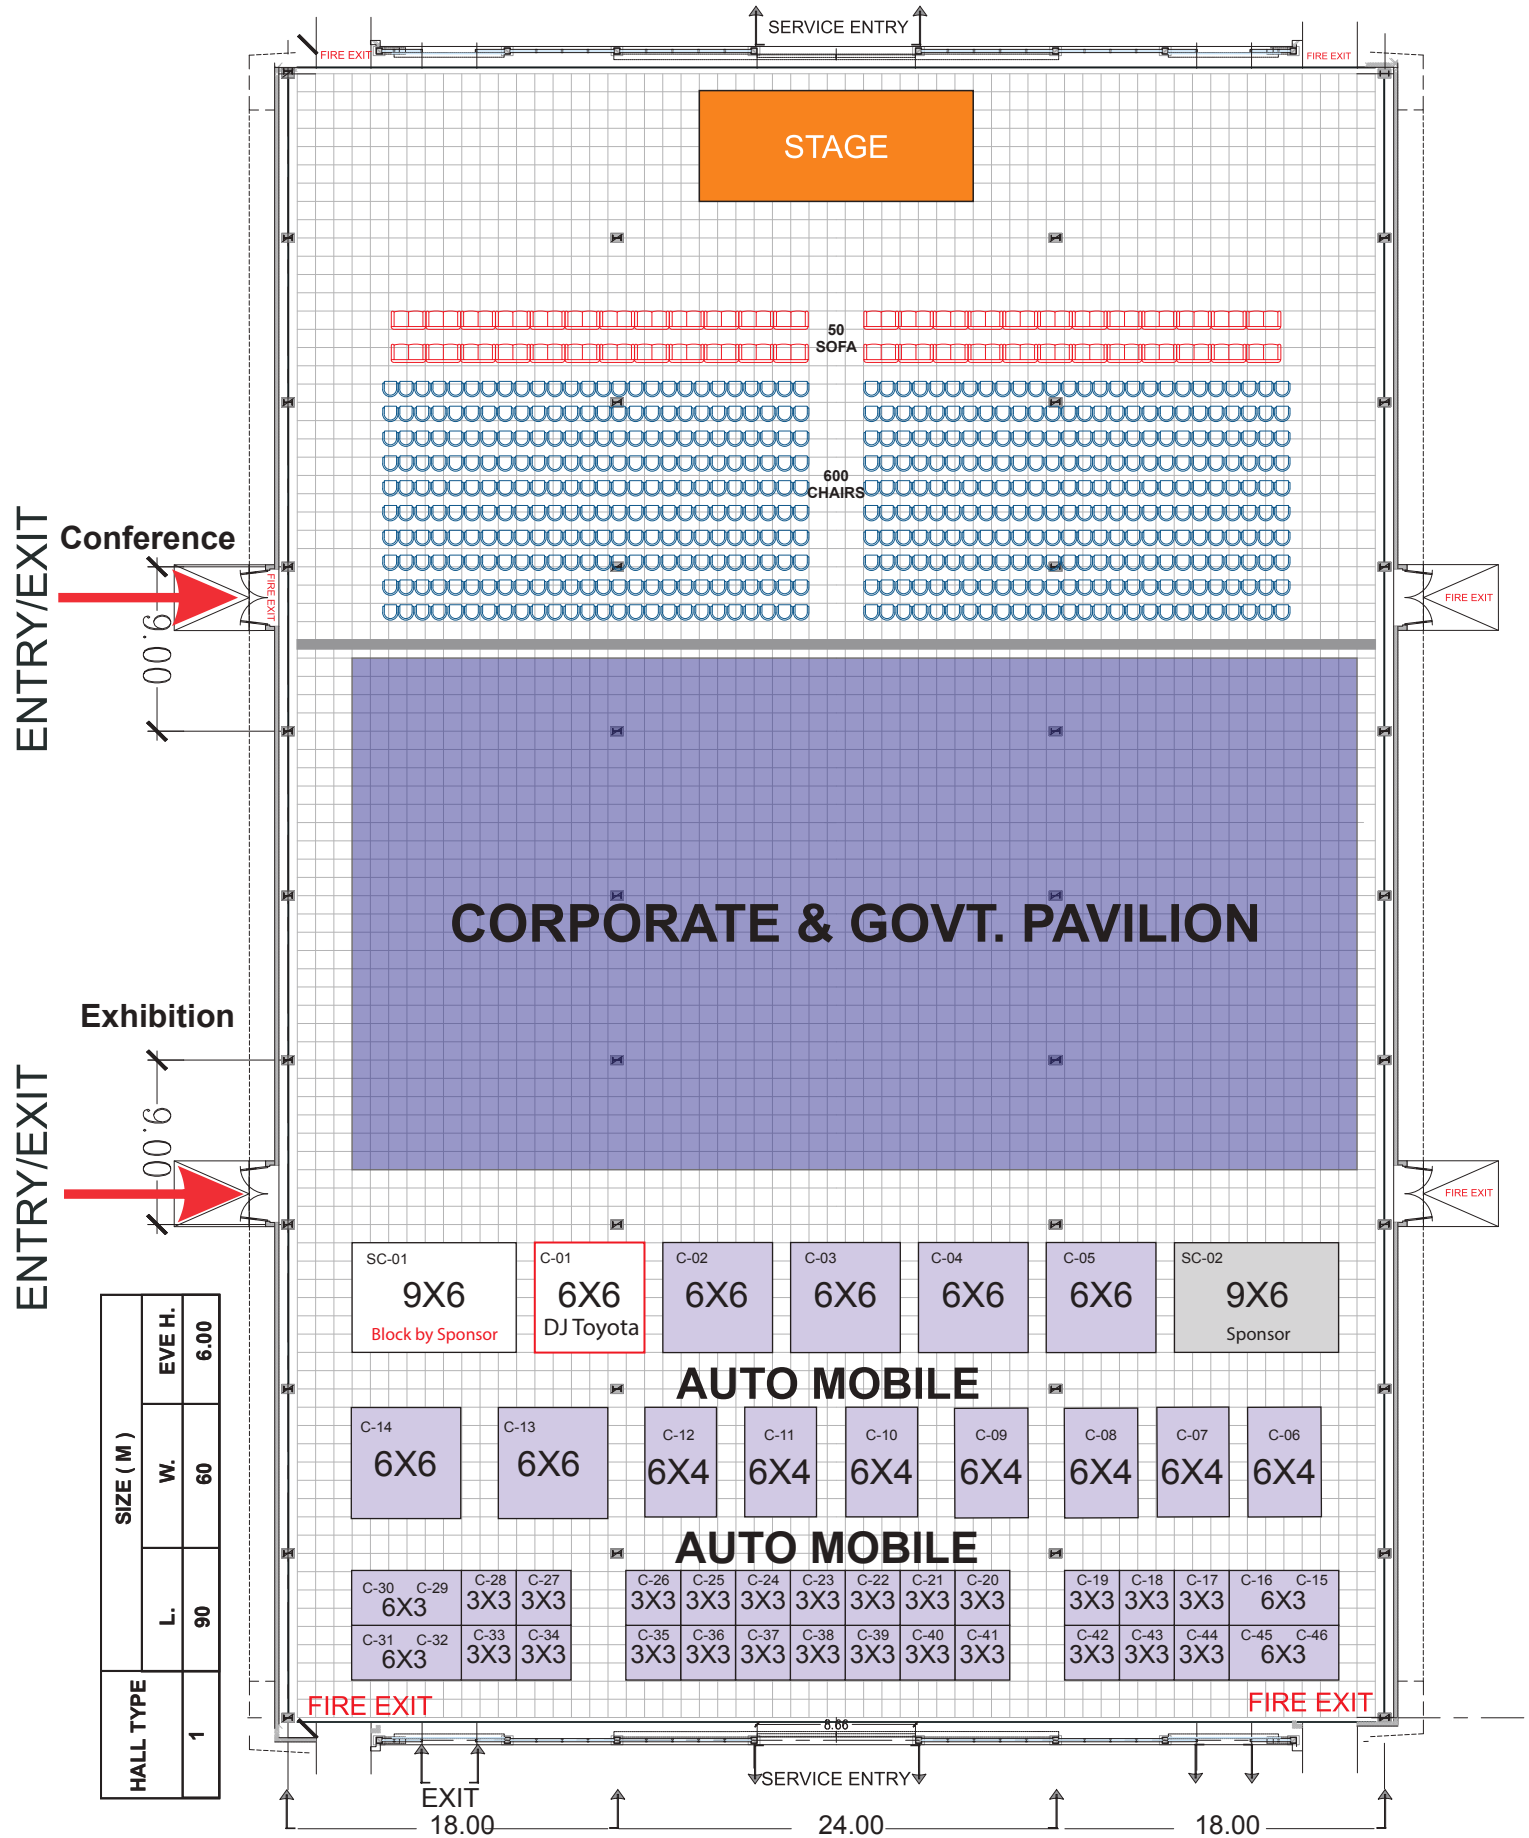 SERVICE ENTRY
FIRE EXIT
FIRE EXIT
STAGE
50
SOFA
600
CHAIRS
ENTRY/EXIT
Conference
FIRE EXIT
FIRE EXIT
9.00
CORPORATE & GOVT. PAVILION
Exhibition
ENTRY/EXIT
9.00
FIRE EXIT
SC-01
9X6
Block by Sponsor
C-01
6X6
DJ Toyota
C-02
6X6
C-03
6X6
C-04
6X6
C-05
6X6
SC-02
9X6
Sponsor
AUTO MOBILE
C-14
6X6
C-13
6X6
C-12
6X4
C-11
6X4
C-10
6X4
C-09
6X4
C-08
6X4
C-07
6X4
C-06
6X4
AUTO MOBILE
C-30 C-29
6X3
C-28
3X3
C-27
3X3
C-26
3X3
C-25
3X3
C-24
3X3
C-23
3X3
C-22
3X3
C-21
3X3
C-20
3X3
C-19
3X3
C-18
3X3
C-17
3X3
C-16 C-15
6X3
C-31 C-32
6X3
C-33
3X3
C-34
3X3
C-35
3X3
C-36
3X3
C-37
3X3
C-38
3X3
C-39
3X3
C-40
3X3
C-41
3X3
C-42
3X3
C-43
3X3
C-44
3X3
C-45 C-46
6X3
FIRE EXIT
FIRE EXIT
8.66
SERVICE ENTRY
EXIT
18.00
24.00
18.00
HALL TYPE
SIZE ( M )
L.
W.
EVE H.
1
90
60
6.00